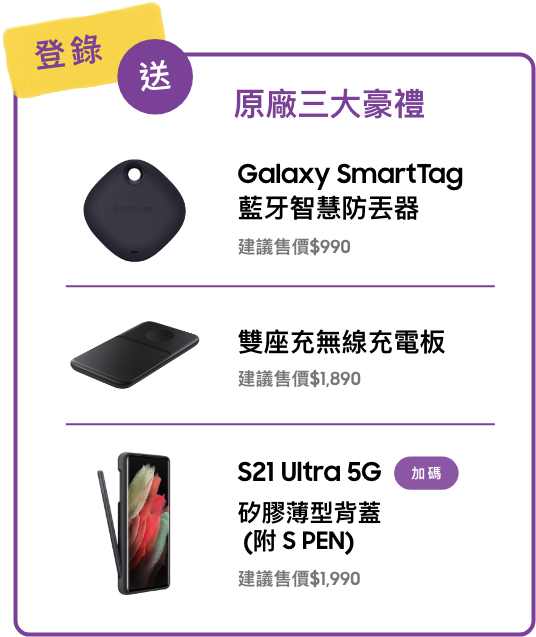 登錄
送
原廠三大豪禮
Galaxy SmartTag
藍牙智慧防丟器
建議售價$990
SAMSUNG
雙座充無線充電板
建議售價$1,890
S21 Ultra 5G 加碼
矽膠薄型背蓋
(附 S PEN)
建議售價$1,990